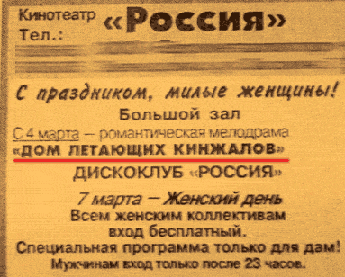 Кинотеатр «Россия»
Тел.:
С праздником, милые женщины!
Большой зал
С 4 марта – романтическая мелодрама
«ДОМ ЛЕТАЮЩИХ КИНЖАЛОВ»
ДИСКОКЛУБ «РОССИЯ»
7 марта – Женский день
Всем женским коллективам
вход бесплатный.
Специальная программа только для дам!
Мужчинам вход только после 23 часов.